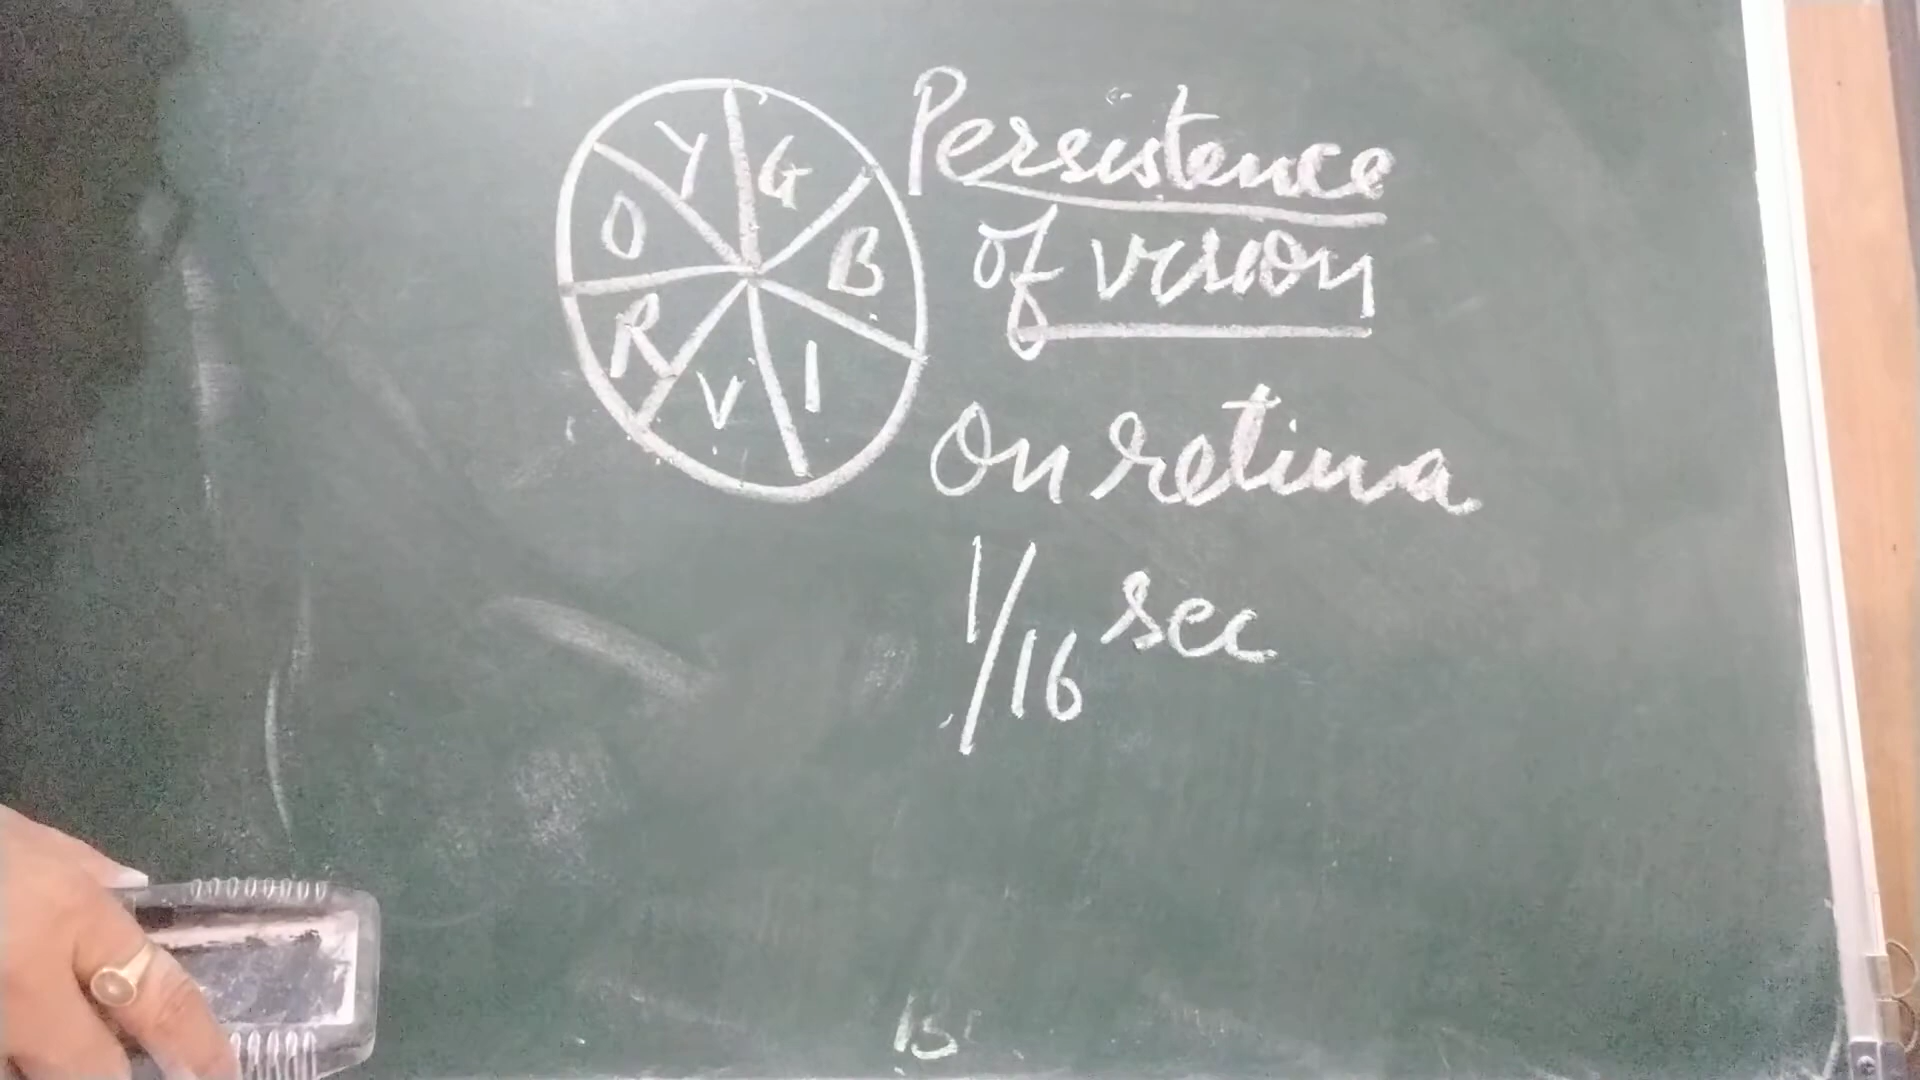 Y G
O B
R V I
Persistence
of vision
On retina
1/16 sec